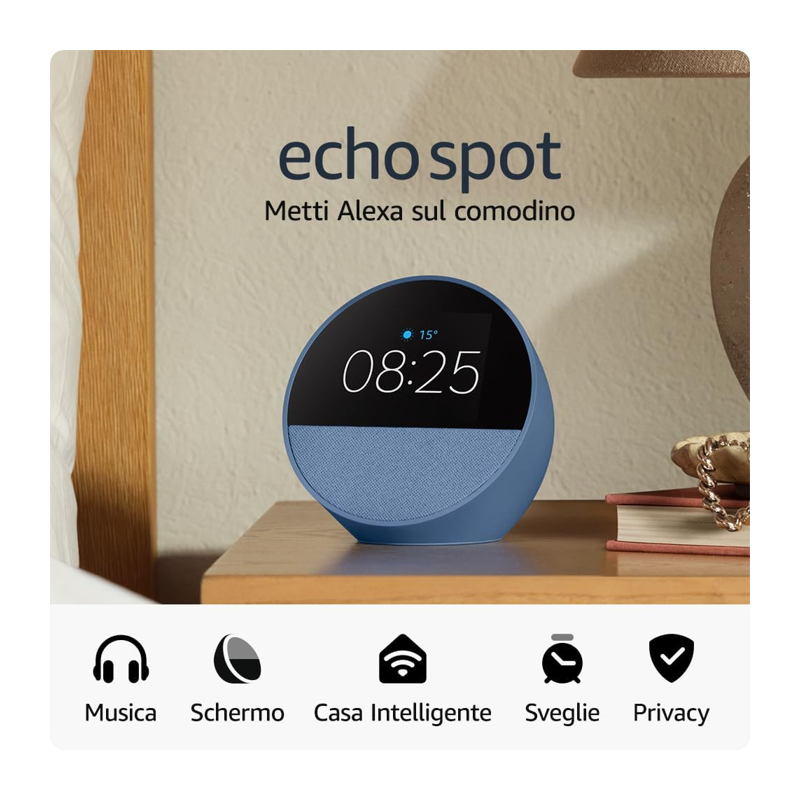 echo spot
Metti Alexa sul comodino
15°
08:25
Musica
Schermo
Casa Intelligente
Sveglie
Privacy